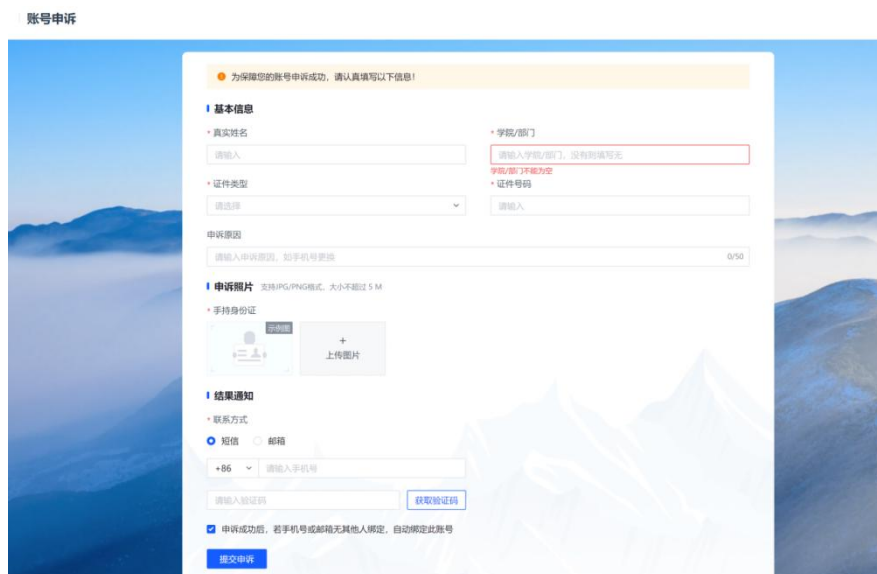 账号申诉
为保障您的账号申诉成功，请认真填写以下信息！
基本信息
* 真实姓名
* 学院/部门
请输入
请输入学院/部门，没有则填写无
学院/部门不能为空
* 证件类型
* 证件号码
请选择
请输入
申诉原因
请输入申诉原因，如手机号更换
0/50
申诉照片 支持JPG/PNG格式，大小不超过 5 M
* 手持身份证
示例图
+
上传图片
结果通知
* 联系方式
短信 邮箱
+86 请输入手机号
请输入验证码 获取验证码
申诉成功后，若手机号或邮箱无其他人绑定，自动绑定此账号
提交申诉